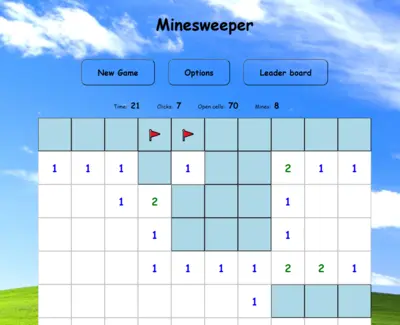 Minesweeper
New Game Options Leader board
Time: 21 Clicks: 7 Open cells: 70 Mines: 8
1 1 1 1 2 1 1
1 2 1
1 1
1 1 1 1 2 2 1
1